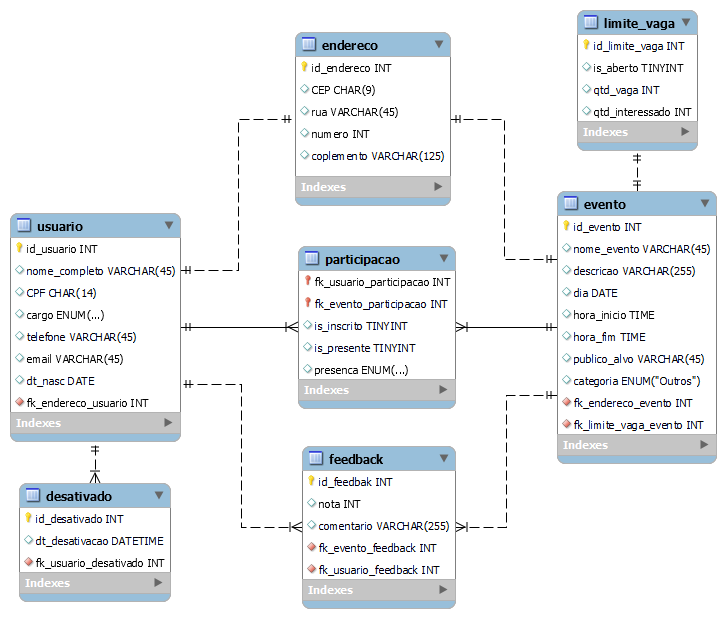 limite_vaga
id_limite_vaga INT
is_aberto TINYINT
qtd_vaga INT
qtd_interessado INT
Indexes
endereco
id_endereco INT
CEP CHAR(9)
rua VARCHAR(45)
numero INT
coplemento VARCHAR(125)
Indexes
usuario
id_usuario INT
nome_completo VARCHAR(45)
CPF CHAR(14)
cargo ENUM(...)
telefone VARCHAR(45)
email VARCHAR(45)
dt_nasc DATE
fk_endereco_usuario INT
Indexes
participacao
fk_usuario_participacao INT
fk_evento_participacao INT
is_inscrito TINYINT
is_presente TINYINT
presenca ENUM(...)
Indexes
evento
id_evento INT
nome_evento VARCHAR(45)
descricao VARCHAR(255)
dia DATE
hora_inicio TIME
hora_fim TIME
publico_alvo VARCHAR(45)
categoria ENUM("Outros")
fk_endereco_evento INT
fk_limite_vaga_evento INT
Indexes
desativado
id_desativado INT
dt_desativacao DATETIME
fk_usuario_desativado INT
Indexes
feedback
id_feedbak INT
nota INT
comentario VARCHAR(255)
fk_evento_feedback INT
fk_usuario_feedback INT
Indexes